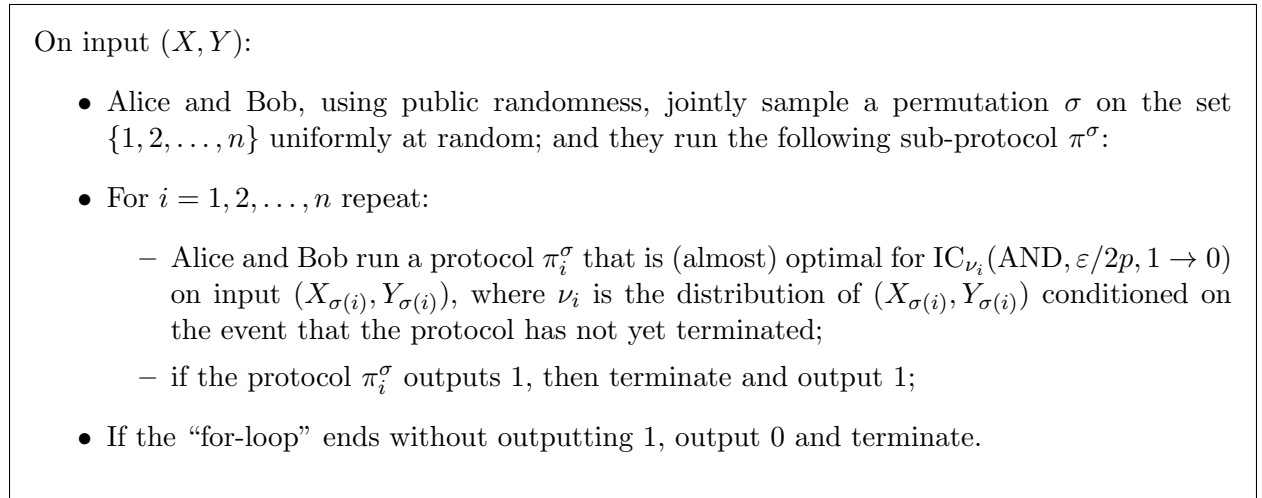 On input (X, Y):
• Alice and Bob, using public randomness, jointly sample a permutation σ on the set
{1, 2, . . . , n} uniformly at random; and they run the following sub-protocol π^σ:
• For i = 1, 2, . . . , n repeat:
– Alice and Bob run a protocol π_i^σ that is (almost) optimal for IC_{ν_i}(AND, ε/2p, 1 → 0)
on input (X_{σ(i)}, Y_{σ(i)}), where ν_i is the distribution of (X_{σ(i)}, Y_{σ(i)}) conditioned on
the event that the protocol has not yet terminated;
– if the protocol π_i^σ outputs 1, then terminate and output 1;
• If the “for-loop” ends without outputting 1, output 0 and terminate.